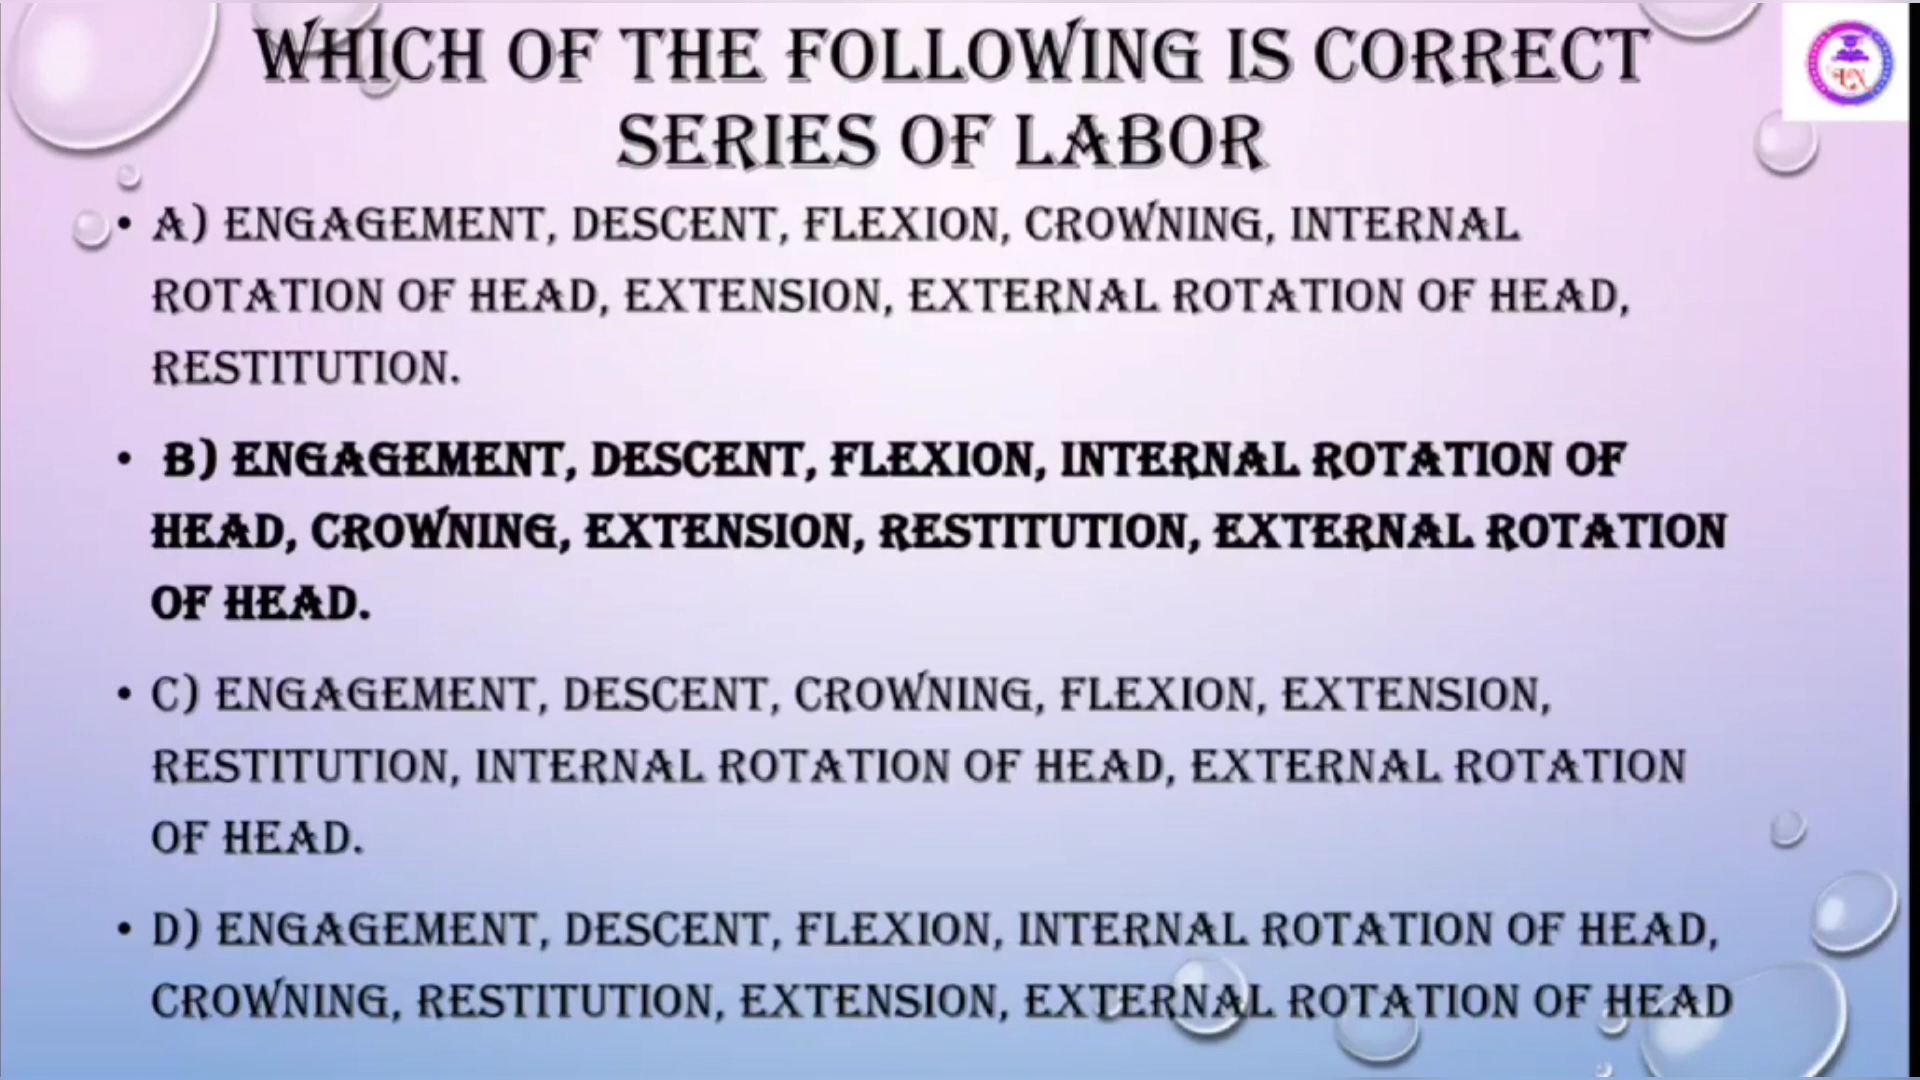 WHICH OF THE FOLLOWING IS CORRECT
SERIES OF LABOR
• A) ENGAGEMENT, DESCENT, FLEXION, CROWNING, INTERNAL
ROTATION OF HEAD, EXTENSION, EXTERNAL ROTATION OF HEAD,
RESTITUTION.
• B) ENGAGEMENT, DESCENT, FLEXION, INTERNAL ROTATION OF
HEAD, CROWNING, EXTENSION, RESTITUTION, EXTERNAL ROTATION
OF HEAD.
• C) ENGAGEMENT, DESCENT, CROWNING, FLEXION, EXTENSION,
RESTITUTION, INTERNAL ROTATION OF HEAD, EXTERNAL ROTATION
OF HEAD.
• D) ENGAGEMENT, DESCENT, FLEXION, INTERNAL ROTATION OF HEAD,
CROWNING, RESTITUTION, EXTENSION, EXTERNAL ROTATION OF HEAD